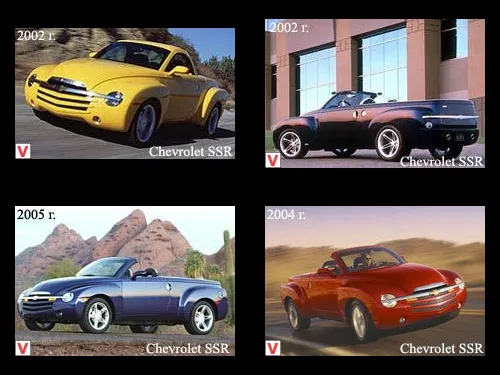 2002 г.
V
Chevrolet SSR
2002 г.
V
Chevrolet SSR
2005 г.
V
Chevrolet SSR
2004 г.
V
Chevrolet SSR